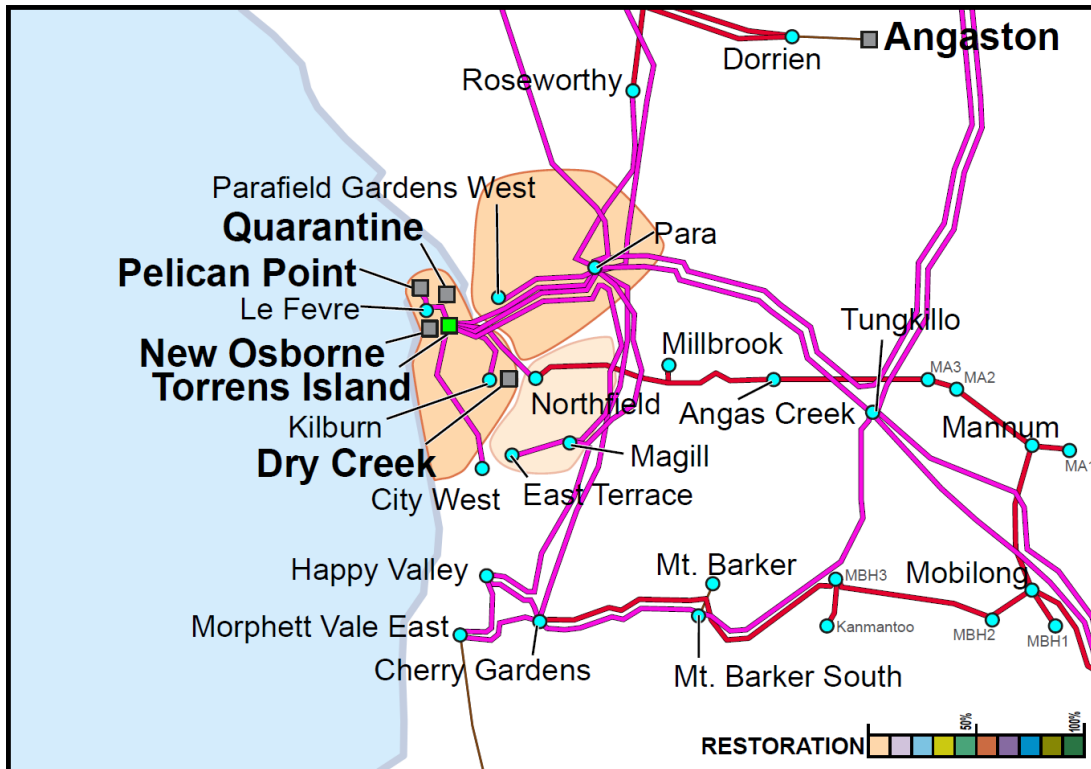 Angaston
Dorrien
Roseworthy
Parafield Gardens West
Quarantine
Para
Pelican Point
Le Fevre
Tungkillo
New Osborne
Millbrook
Torrens Island
MA3
MA2
Northfield
Angas Creek
Kilburn
Mannum
Dry Creek
Magill
MA1
City West
East Terrace
Happy Valley
Mt. Barker
MBH3
Mobilong
Morphett Vale East
Kanmantoo
MBH2
MBH1
Cherry Gardens
Mt. Barker South
50%
100%
RESTORATION